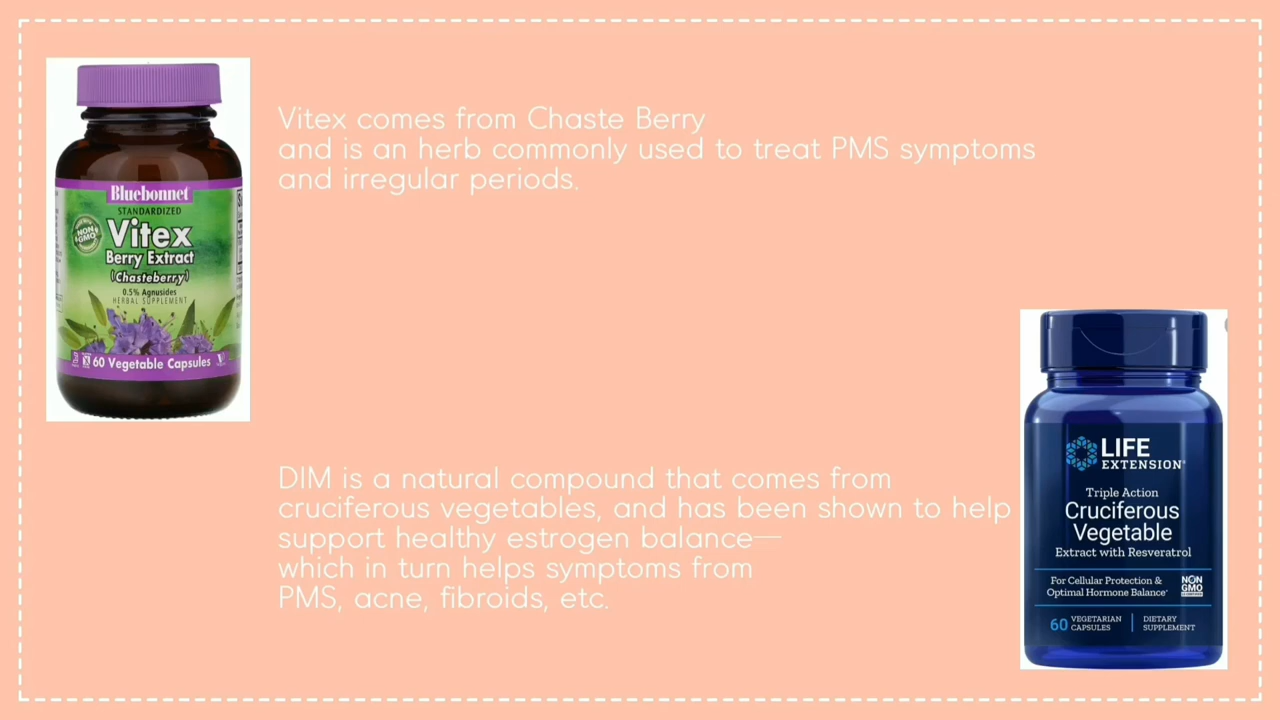 Vitex comes from Chaste Berry
and is an herb commonly used to treat PMS symptoms
and irregular periods.
Bluebonnet
STANDARDIZED
NON
GMO
Vitex
Berry Extract
(Chasteberry)
0.5% Agnusides
HERBAL SUPPLEMENT
60 Vegetable Capsules
DIM is a natural compound that comes from
cruciferous vegetables, and has been shown to help
support healthy estrogen balance—
which in turn helps symptoms from
PMS, acne, fibroids, etc.
LIFE
EXTENSION®
Triple Action
Cruciferous
Vegetable
Extract with Resveratrol
For Cellular Protection &
Optimal Hormone Balance*
NON
GMO
60 VEGETARIAN
CAPSULES
DIETARY
SUPPLEMENT